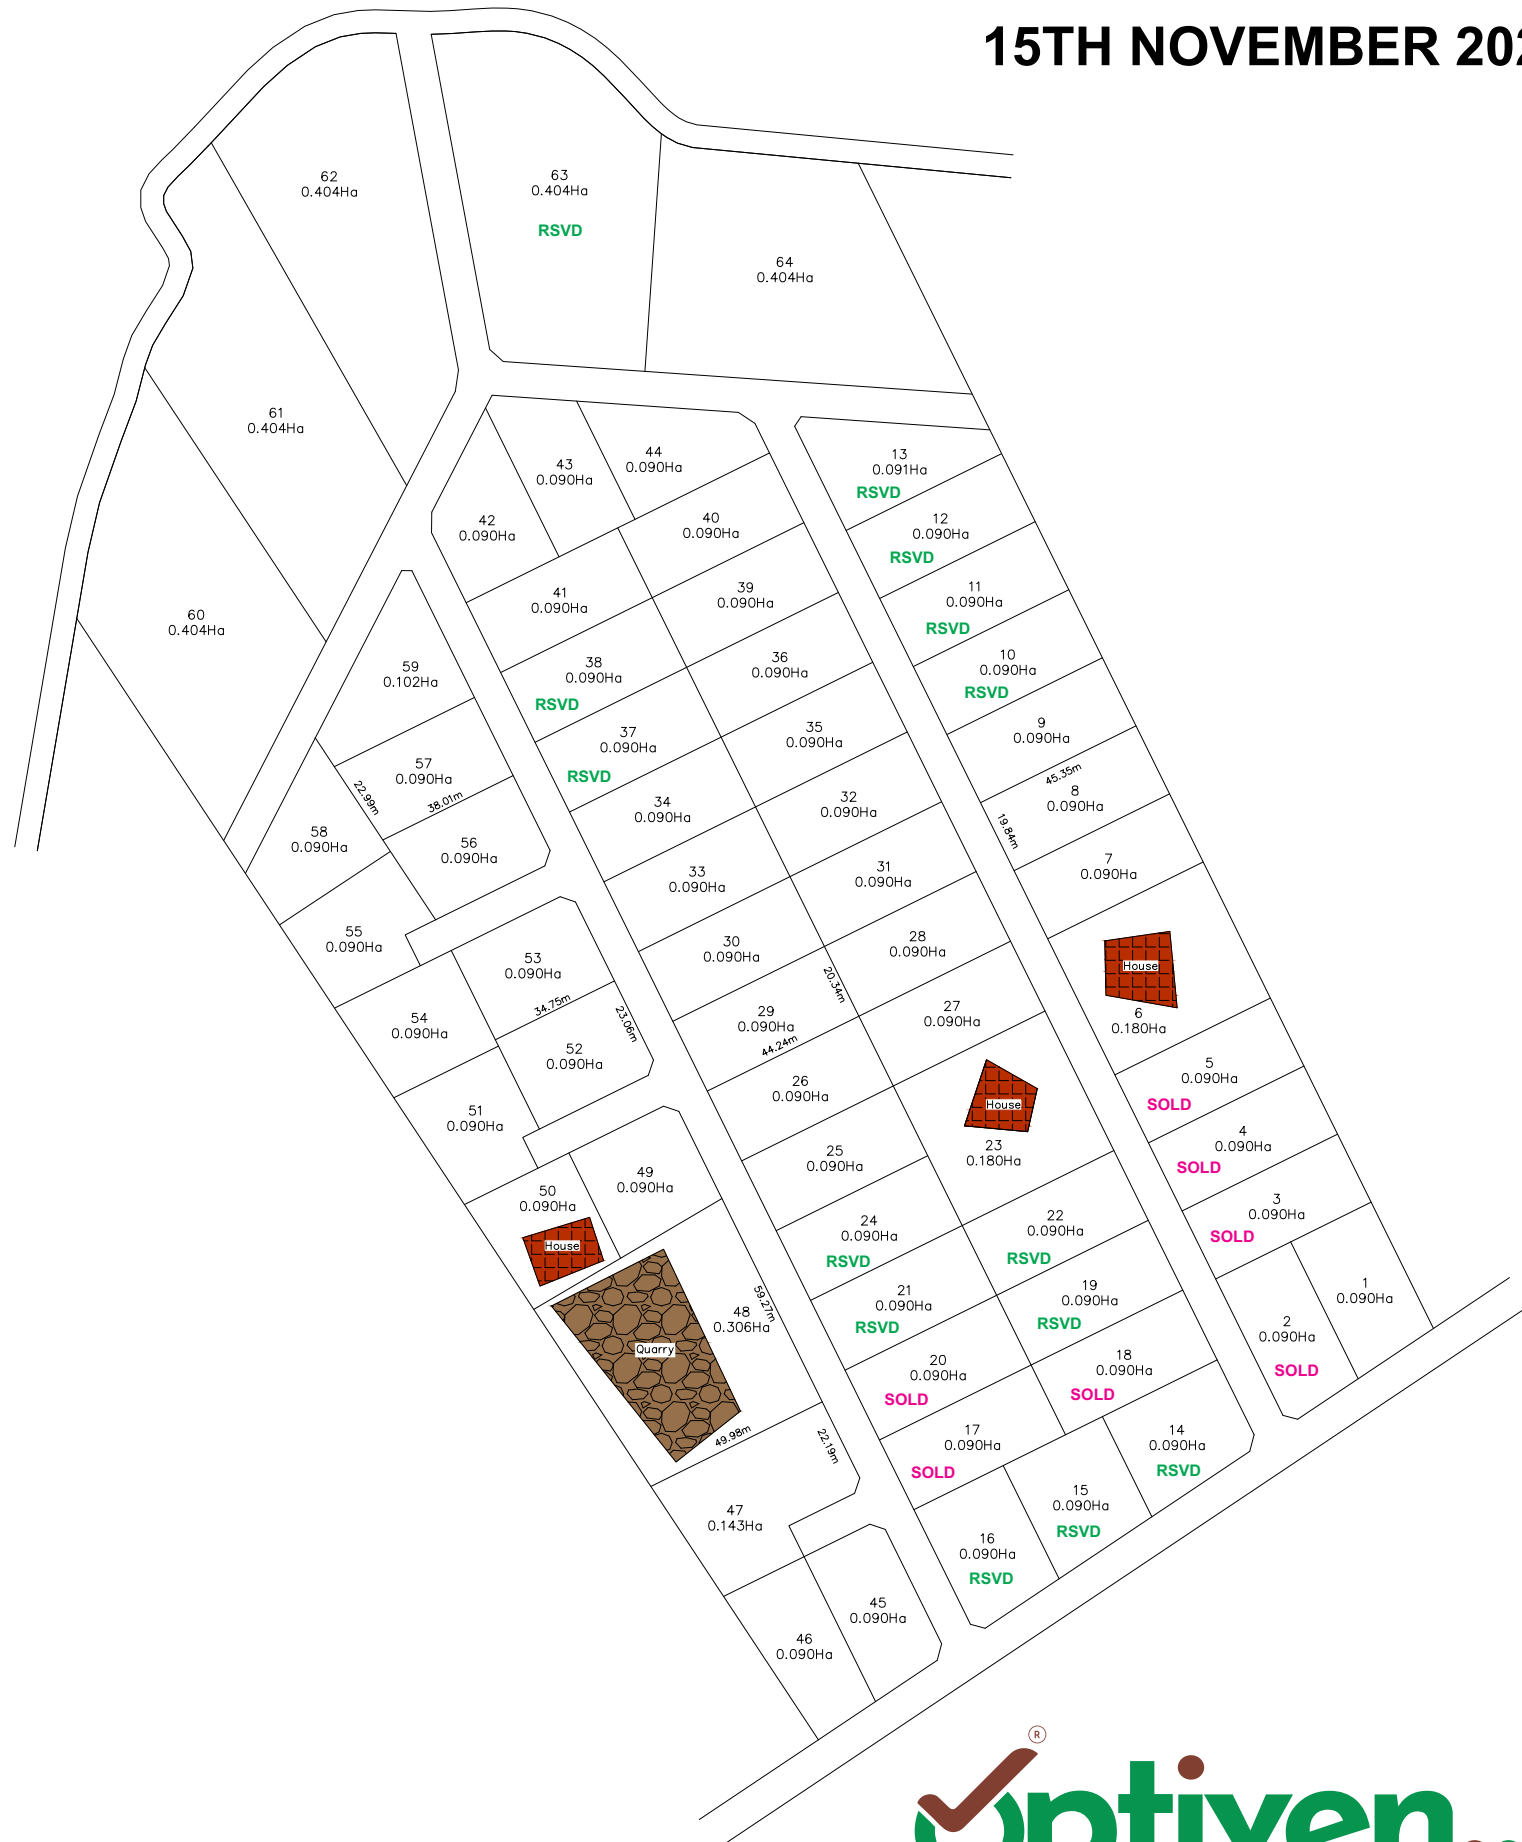 15TH NOVEMBER
62
0.404Ha
63
0.404Ha
RSVD
64
0.404Ha
61
0.404Ha
60
0.404Ha
13
0.091Ha
RSVD
44
0.090Ha
43
0.090Ha
42
0.090Ha
40
0.090Ha
12
0.090Ha
RSVD
41
0.090Ha
39
0.090Ha
11
0.090Ha
RSVD
59
0.102Ha
38
0.090Ha
RSVD
36
0.090Ha
10
0.090Ha
RSVD
37
0.090Ha
RSVD
35
0.090Ha
9
0.090Ha
57
0.090Ha
22.99m
38.01m
34
0.090Ha
32
0.090Ha
45.35m
8
0.090Ha
19.84m
58
0.090Ha
56
0.090Ha
33
0.090Ha
31
0.090Ha
7
0.090Ha
55
0.090Ha
53
0.090Ha
30
0.090Ha
28
0.090Ha
House
6
0.180Ha
34.75m
23.06m
20.34m
54
0.090Ha
52
0.090Ha
29
0.090Ha
44.24m
27
0.090Ha
5
0.090Ha
SOLD
51
0.090Ha
26
0.090Ha
House
23
0.180Ha
4
0.090Ha
SOLD
50
0.090Ha
House
49
0.090Ha
25
0.090Ha
3
0.090Ha
SOLD
24
0.090Ha
RSVD
22
0.090Ha
RSVD
59.27m
48
0.306Ha
Quarry
21
0.090Ha
RSVD
19
0.090Ha
RSVD
1
0.090Ha
2
0.090Ha
SOLD
20
0.090Ha
SOLD
18
0.090Ha
SOLD
49.98m
22.19m
17
0.090Ha
SOLD
14
0.090Ha
RSVD
47
0.143Ha
15
0.090Ha
RSVD
16
0.090Ha
RSVD
45
0.090Ha
46
0.090Ha
®
Optiven